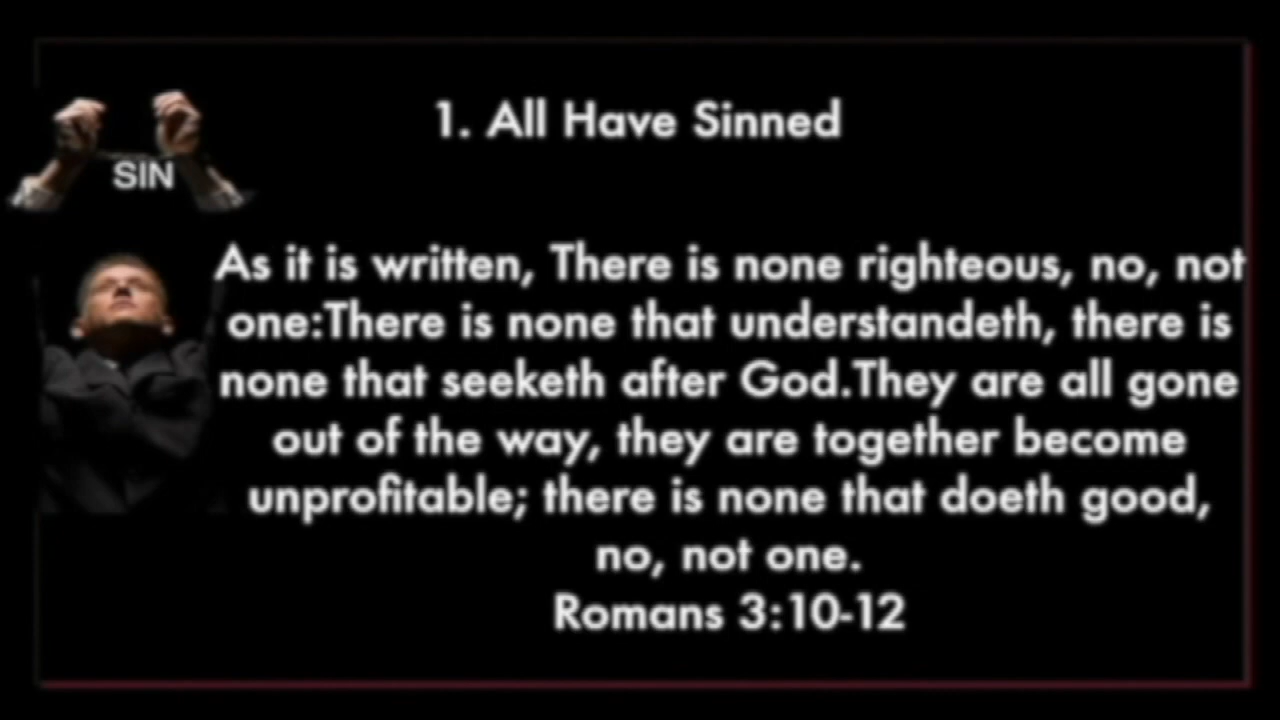 1. All Have Sinned
SIN
As it is written, There is none righteous, no, not
one:There is none that understandeth, there is
none that seeketh after God.They are all gone
out of the way, they are together become
unprofitable; there is none that doeth good,
no, not one.
Romans 3:10-12